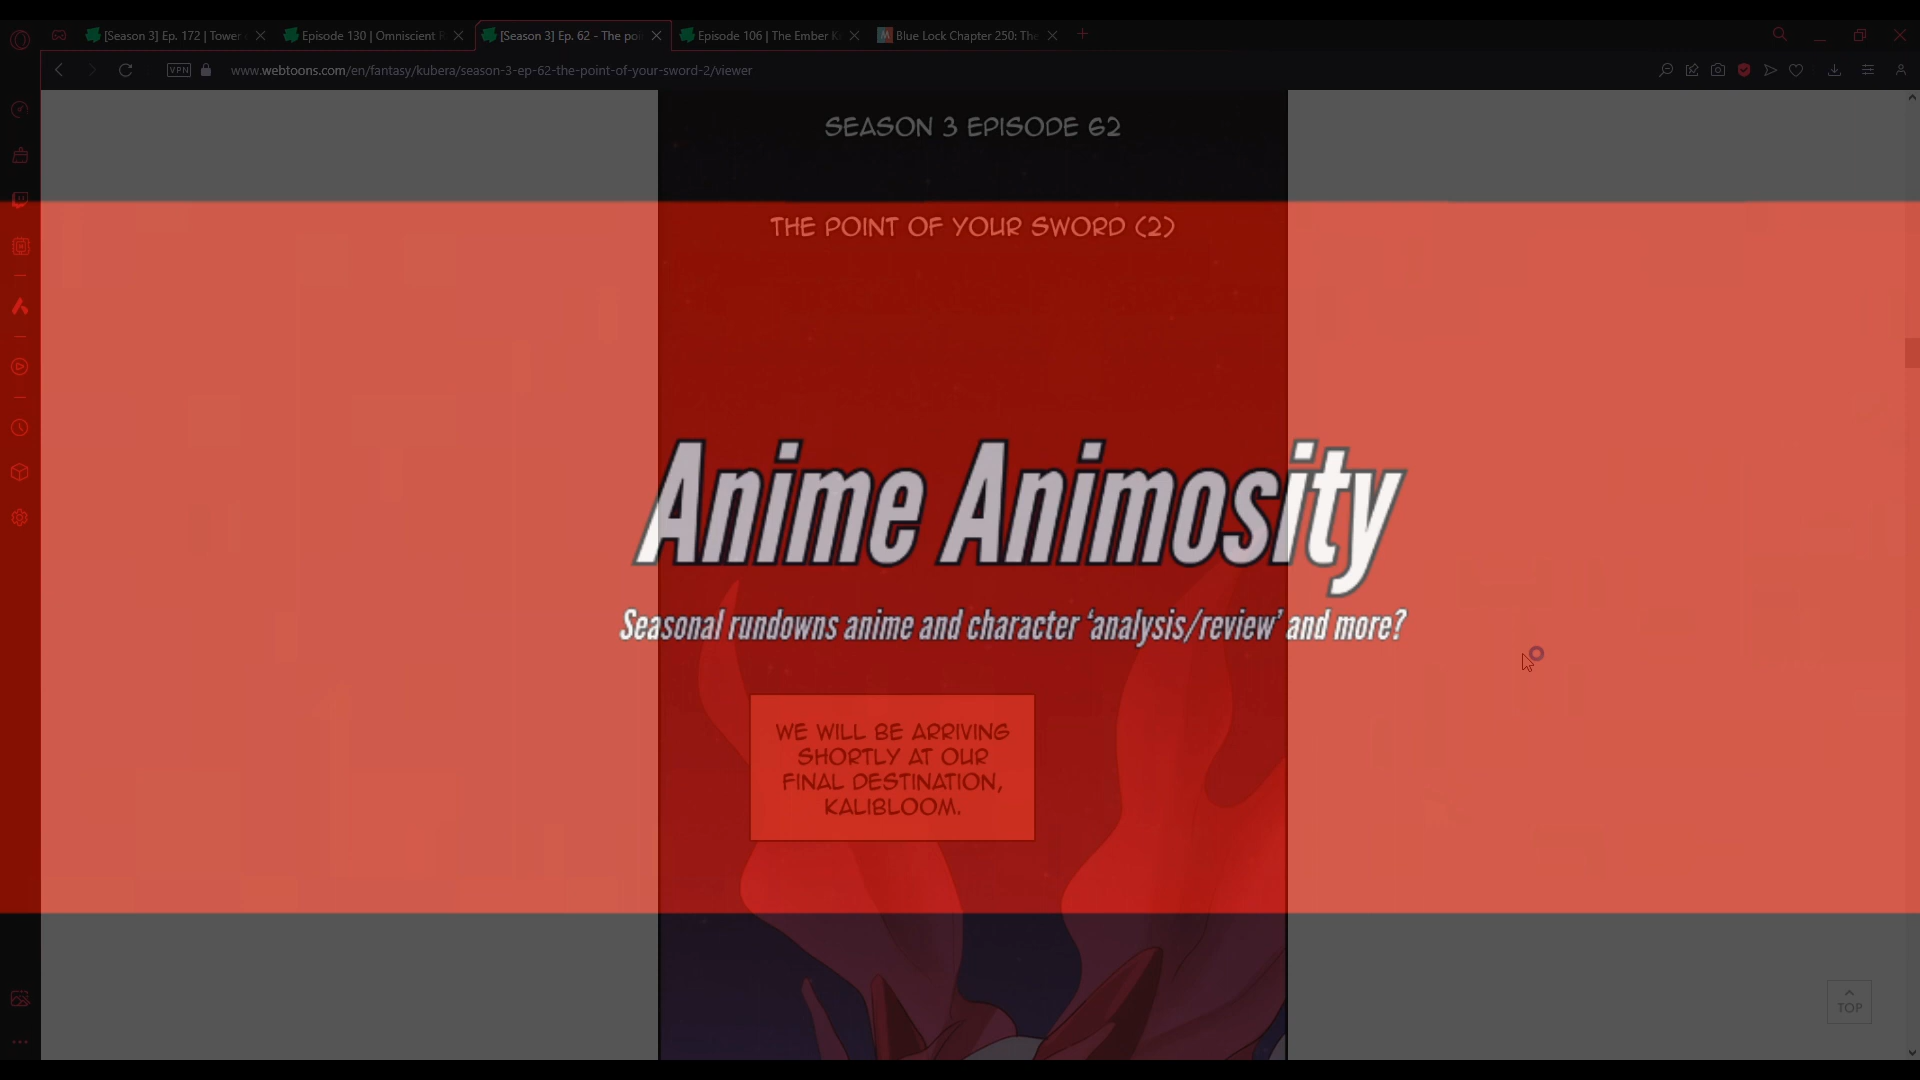 [Season 3] Ep. 172 | Tower
Episode 130 | Omniscient R
[Season 3] Ep. 62 - The poi
Episode 106 | The Ember K
Blue Lock Chapter 250: The
VPN
www.webtoons.com/en/fantasy/kubera/season-3-ep-62-the-point-of-your-sword-2/viewer
SEASON 3 EPISODE 62
THE POINT OF YOUR SWORD (2)
Anime Animosity
Seasonal rundowns anime and character ‘analysis/review’ and more?
WE WILL BE ARRIVING
SHORTLY AT OUR
FINAL DESTINATION,
KALIBLOOM.
TOP